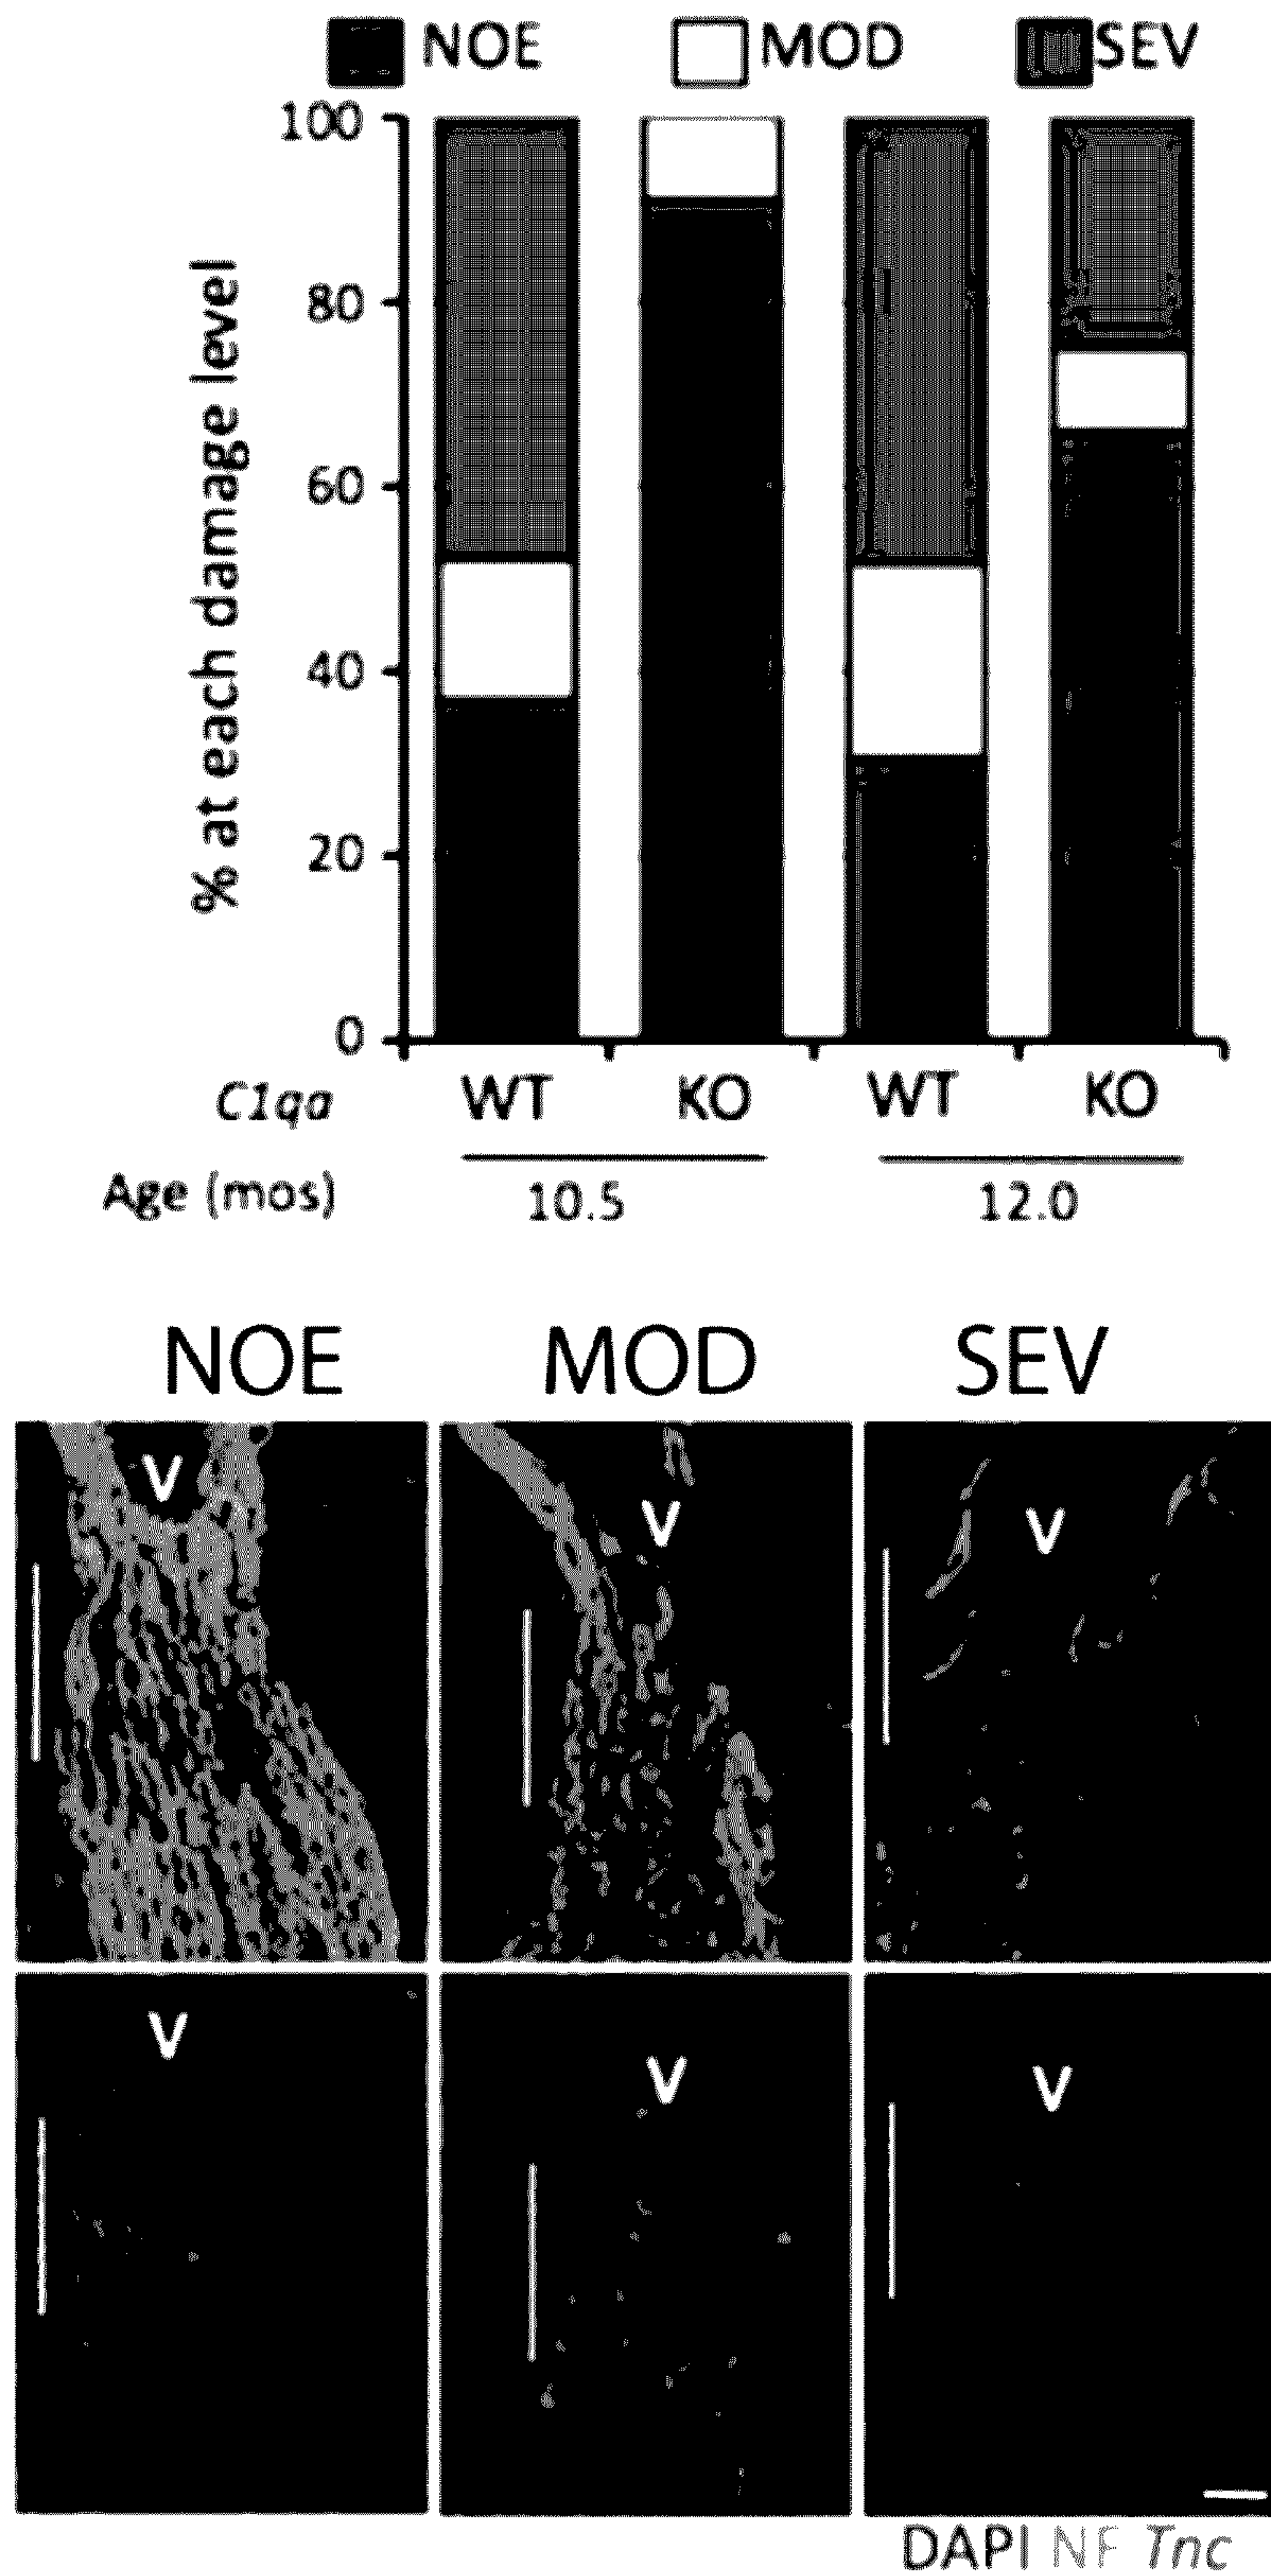 NOE MOD SEV
100
80
60
40
20
0
% at each damage level
C1qa WT KO WT KO
Age (mos) 10.5 12.0
NOE MOD SEV
V V V
V V V
DAPI NF Tnc